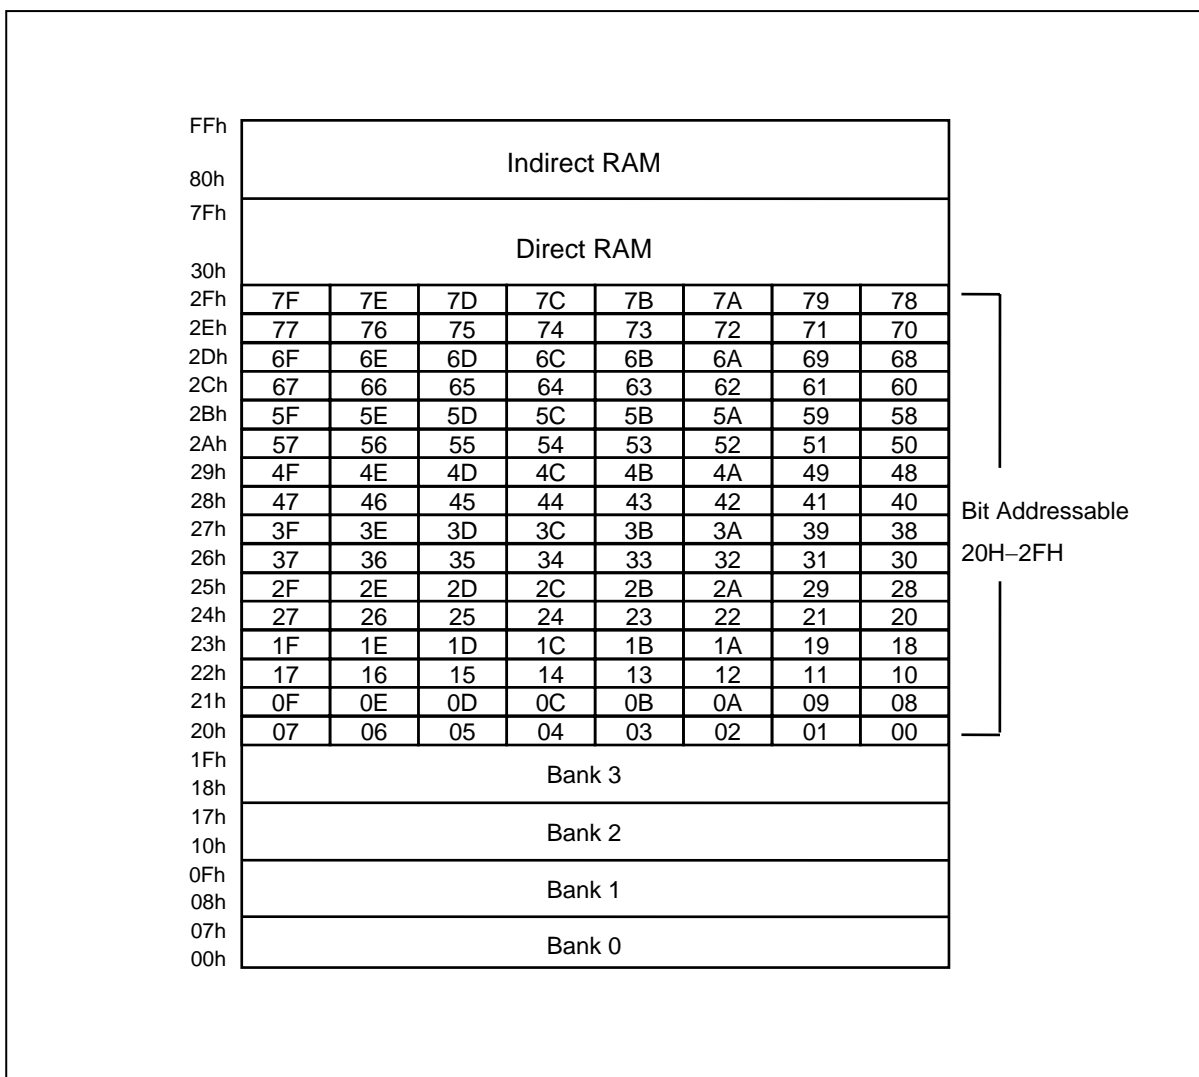 FFh
Indirect RAM
80h
7Fh
Direct RAM
30h
2Fh 7F 7E 7D 7C 7B 7A 79 78
2Eh 77 76 75 74 73 72 71 70
2Dh 6F 6E 6D 6C 6B 6A 69 68
2Ch 67 66 65 64 63 62 61 60
2Bh 5F 5E 5D 5C 5B 5A 59 58
2Ah 57 56 55 54 53 52 51 50
29h 4F 4E 4D 4C 4B 4A 49 48
28h 47 46 45 44 43 42 41 40
27h 3F 3E 3D 3C 3B 3A 39 38
26h 37 36 35 34 33 32 31 30
25h 2F 2E 2D 2C 2B 2A 29 28
24h 27 26 25 24 23 22 21 20
23h 1F 1E 1D 1C 1B 1A 19 18
22h 17 16 15 14 13 12 11 10
21h 0F 0E 0D 0C 0B 0A 09 08
20h 07 06 05 04 03 02 01 00
Bit Addressable
20H–2FH
1Fh
Bank 3
18h
17h
Bank 2
10h
0Fh
Bank 1
08h
07h
Bank 0
00h